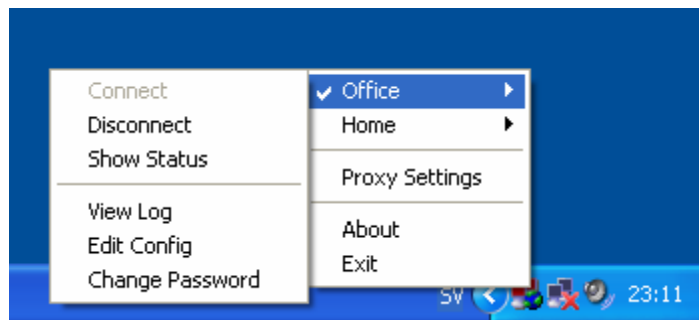 Connect
Disconnect
Show Status
View Log
Edit Config
Change Password
Office
Home
Proxy Settings
About
Exit
SV
23:11